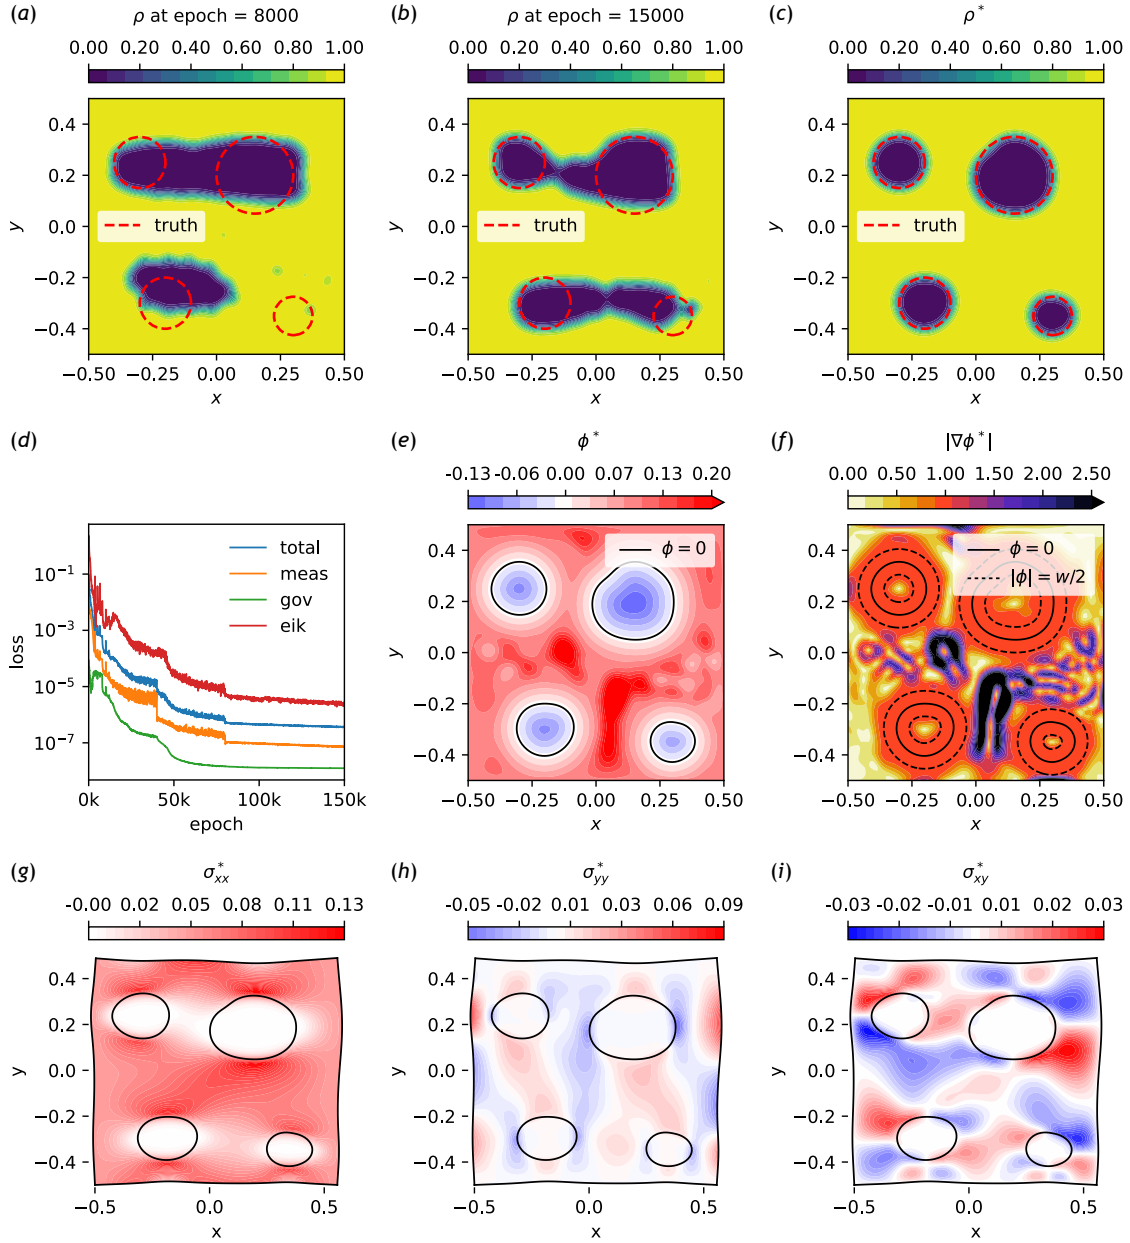 (a)
ρ at epoch = 8000
0.00 0.20 0.40 0.60 0.80 1.00
0.4
0.2
0.0
−0.2
−0.4
y
truth
−0.50 −0.25 0.00 0.25 0.50
x
(b)
ρ at epoch = 15000
0.00 0.20 0.40 0.60 0.80 1.00
0.4
0.2
0.0
−0.2
−0.4
y
truth
−0.50 −0.25 0.00 0.25 0.50
x
(c)
ρ*
0.00 0.20 0.40 0.60 0.80 1.00
0.4
0.2
0.0
−0.2
−0.4
y
truth
−0.50 −0.25 0.00 0.25 0.50
x
(d)
10⁻¹
10⁻³
10⁻⁵
10⁻⁷
loss
total
meas
gov
eik
0k 50k 100k 150k
epoch
(e)
ϕ*
-0.13 -0.06 0.00 0.07 0.13 0.20
0.4
0.2
0.0
−0.2
−0.4
y
ϕ = 0
−0.50 −0.25 0.00 0.25 0.50
x
(f)
|∇ϕ*|
0.00 0.50 1.00 1.50 2.00 2.50
0.4
0.2
0.0
−0.2
−0.4
y
ϕ = 0
|ϕ| = w/2
−0.50 −0.25 0.00 0.25 0.50
x
(g)
σ*xx
-0.00 0.02 0.05 0.08 0.11 0.13
0.4
0.2
0.0
−0.2
−0.4
y
−0.5 0.0 0.5
x
(h)
σ*yy
-0.05 -0.02 0.01 0.03 0.06 0.09
0.4
0.2
0.0
−0.2
−0.4
y
−0.5 0.0 0.5
x
(i)
σ*xy
-0.03 -0.02 -0.01 0.01 0.02 0.03
0.4
0.2
0.0
−0.2
−0.4
y
−0.5 0.0 0.5
x